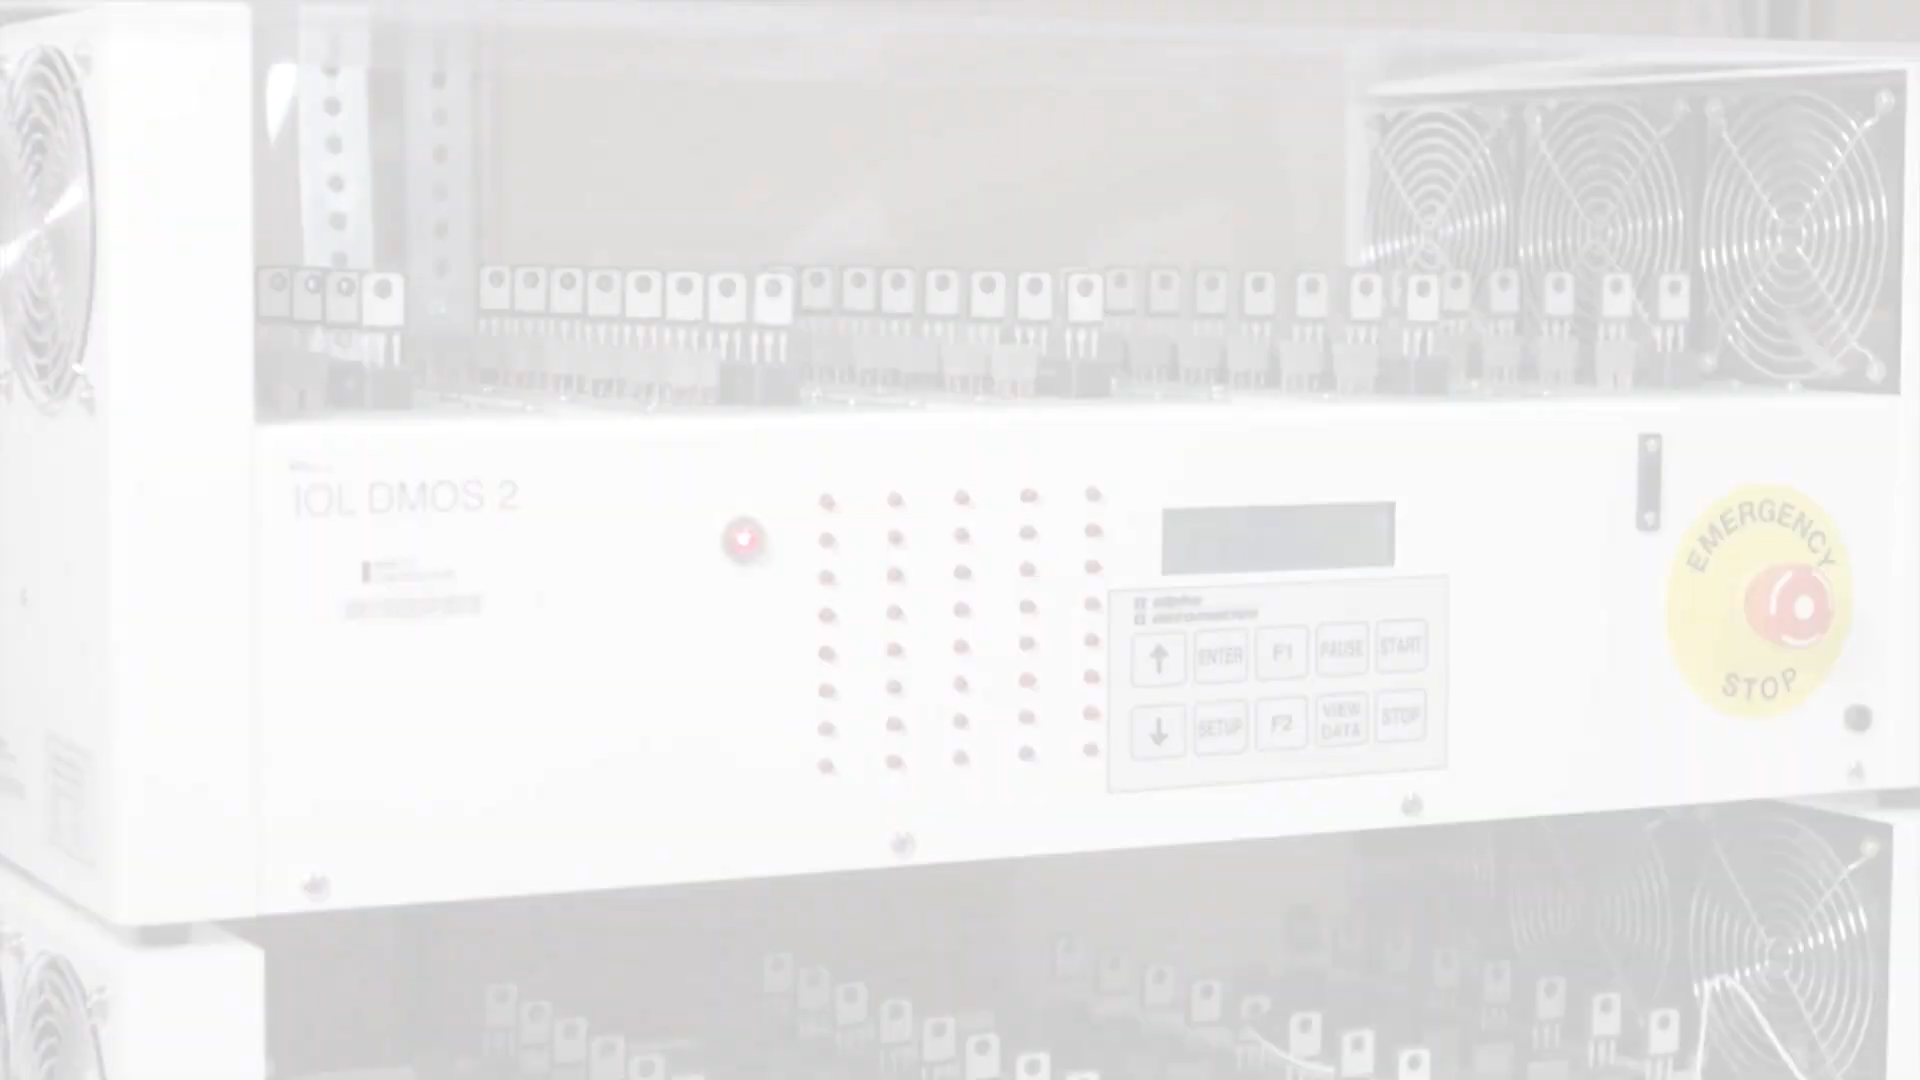 IOL DMOS 2
EMERGENCY
STOP
ENTER
F1
PAUSE
START
SETUP
F2
VIEW
DATA
STOP